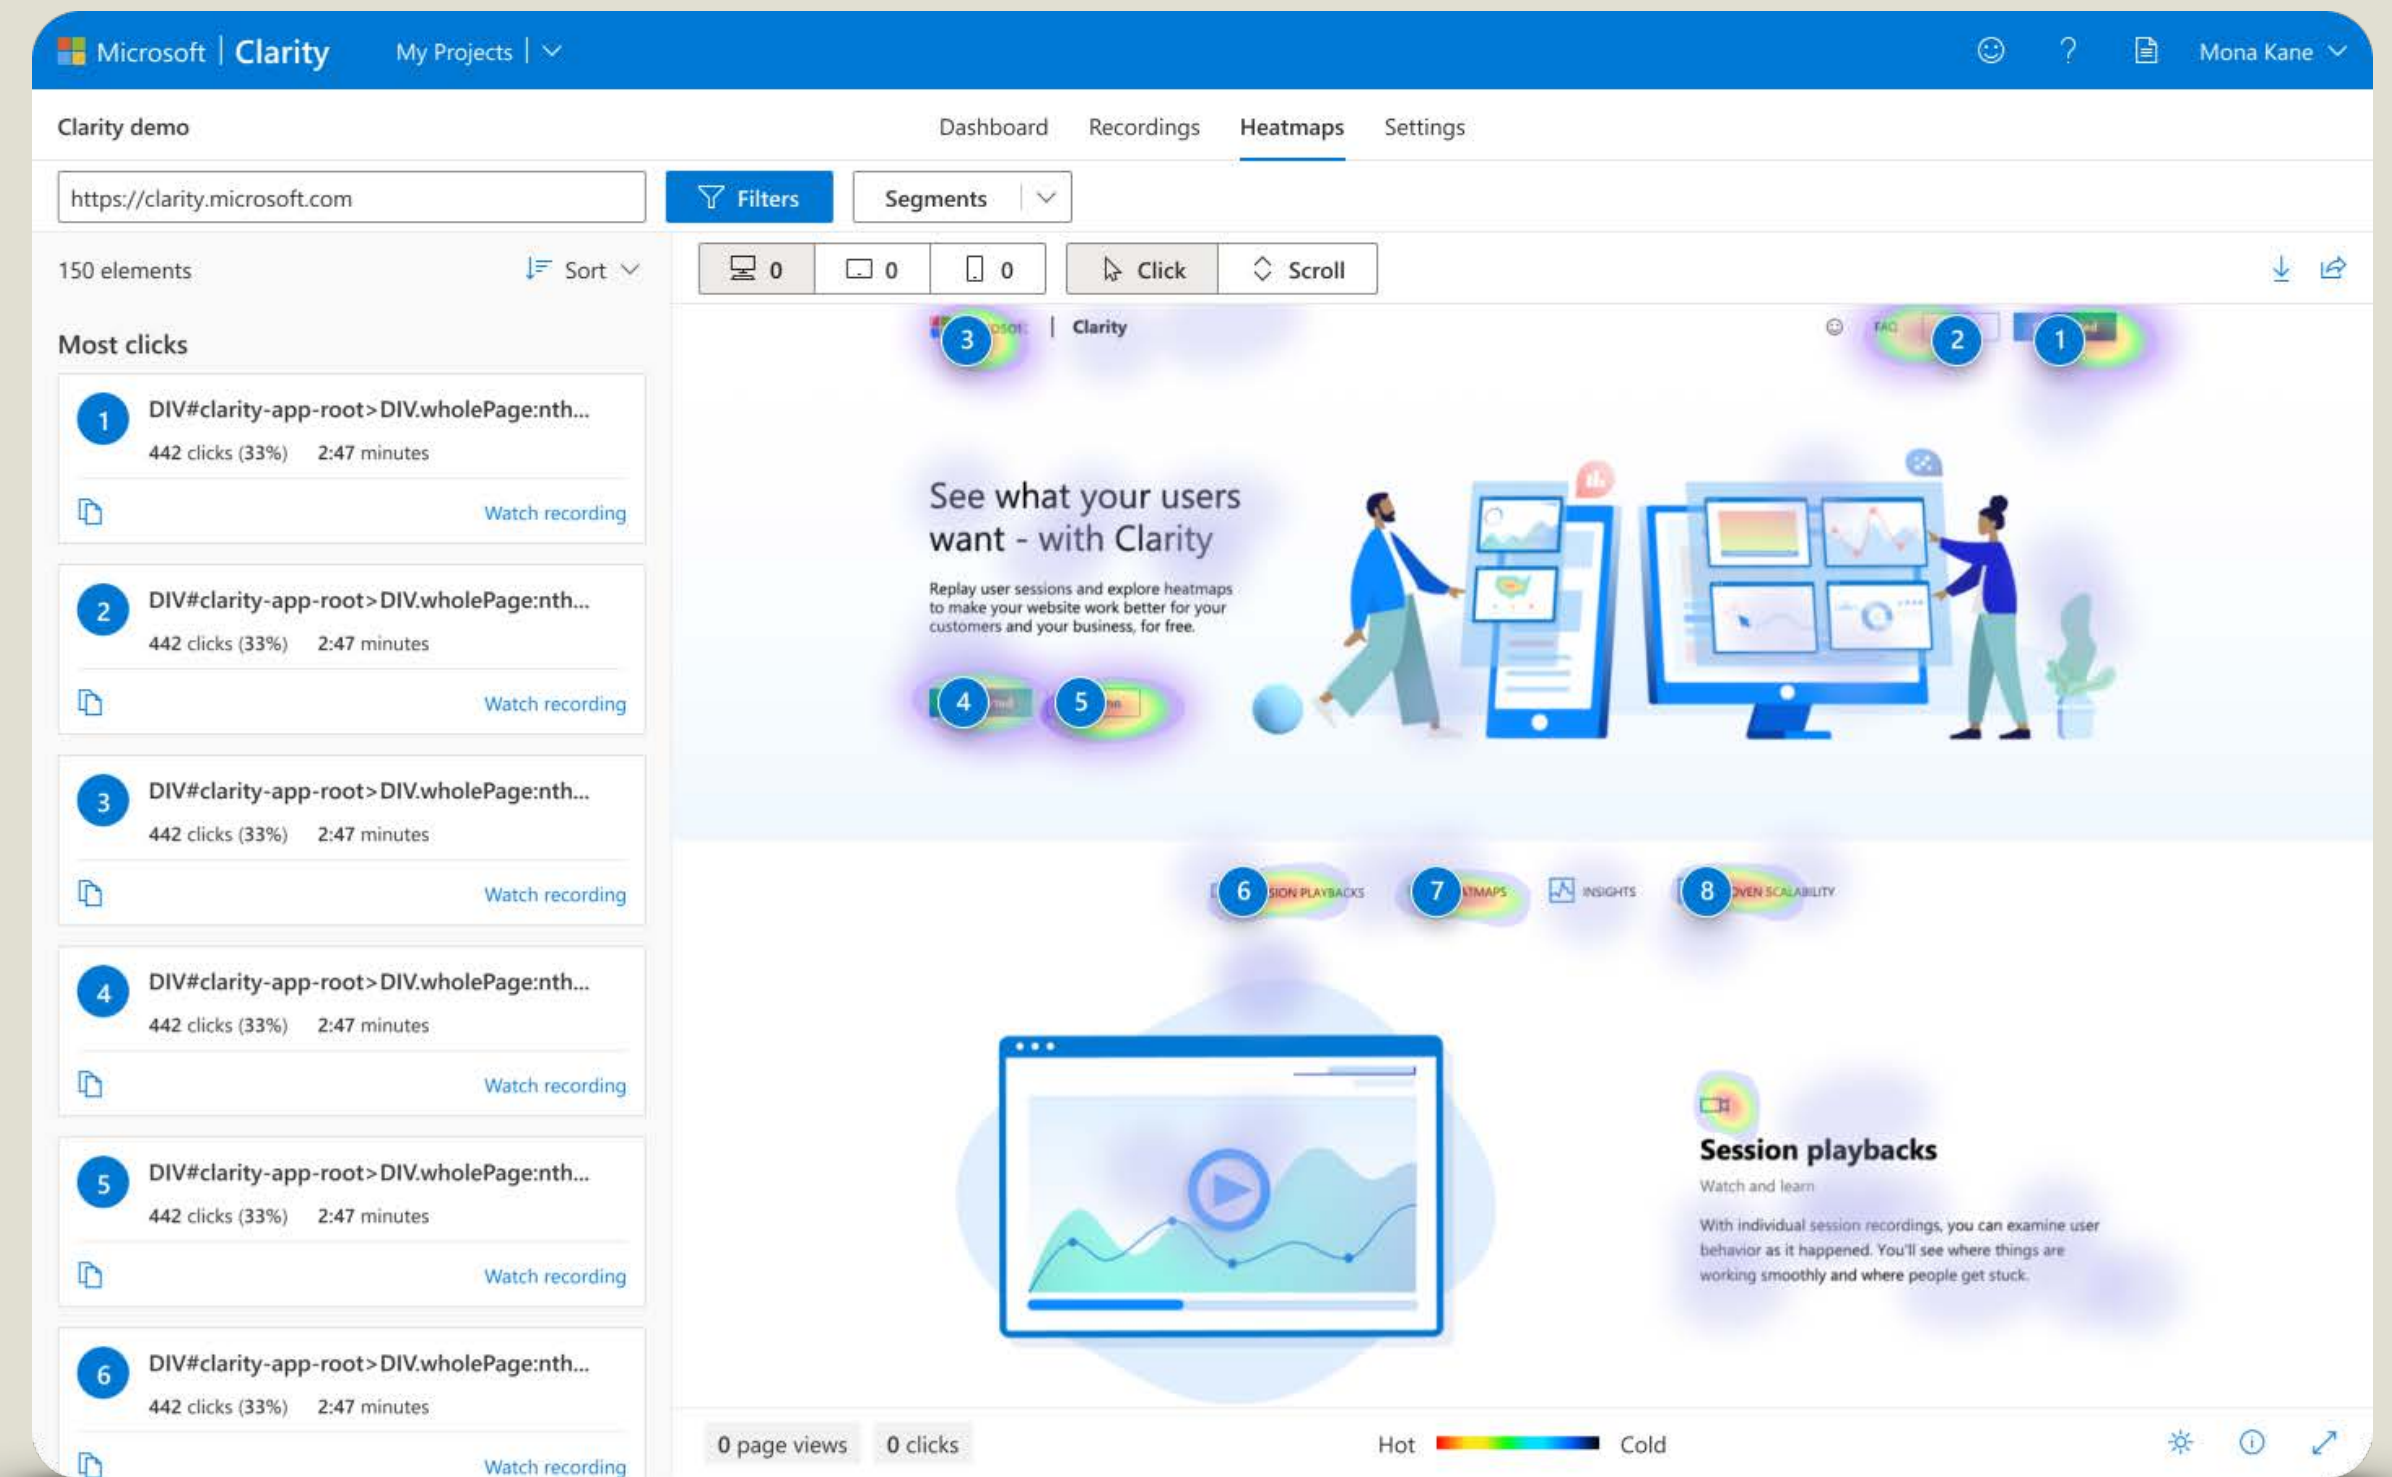 Microsoft | Clarity My Projects Mona Kane
Clarity demo Dashboard Recordings Heatmaps Settings
https://clarity.microsoft.com Filters Segments
150 elements Sort 0 0 0 Click Scroll
Most clicks
1 DIV#clarity-app-root>DIV.wholePage:nth...
442 clicks (33%) 2:47 minutes
Watch recording
2 DIV#clarity-app-root>DIV.wholePage:nth...
442 clicks (33%) 2:47 minutes
Watch recording
3 DIV#clarity-app-root>DIV.wholePage:nth...
442 clicks (33%) 2:47 minutes
Watch recording
4 DIV#clarity-app-root>DIV.wholePage:nth...
442 clicks (33%) 2:47 minutes
Watch recording
5 DIV#clarity-app-root>DIV.wholePage:nth...
442 clicks (33%) 2:47 minutes
Watch recording
6 DIV#clarity-app-root>DIV.wholePage:nth...
442 clicks (33%) 2:47 minutes
Watch recording
3 | Clarity FAQ 2 1
See what your users
want - with Clarity
Replay user sessions and explore heatmaps
to make your website work better for your
customers and your business, for free.
4 5
6 SION PLAYBACKS 7 TMAPS INSIGHTS 8 OVEN SCALABILITY
Session playbacks
Watch and learn
With individual session recordings, you can examine user
behavior as it happened. You'll see where things are
working smoothly and where people get stuck.
0 page views 0 clicks Hot Cold